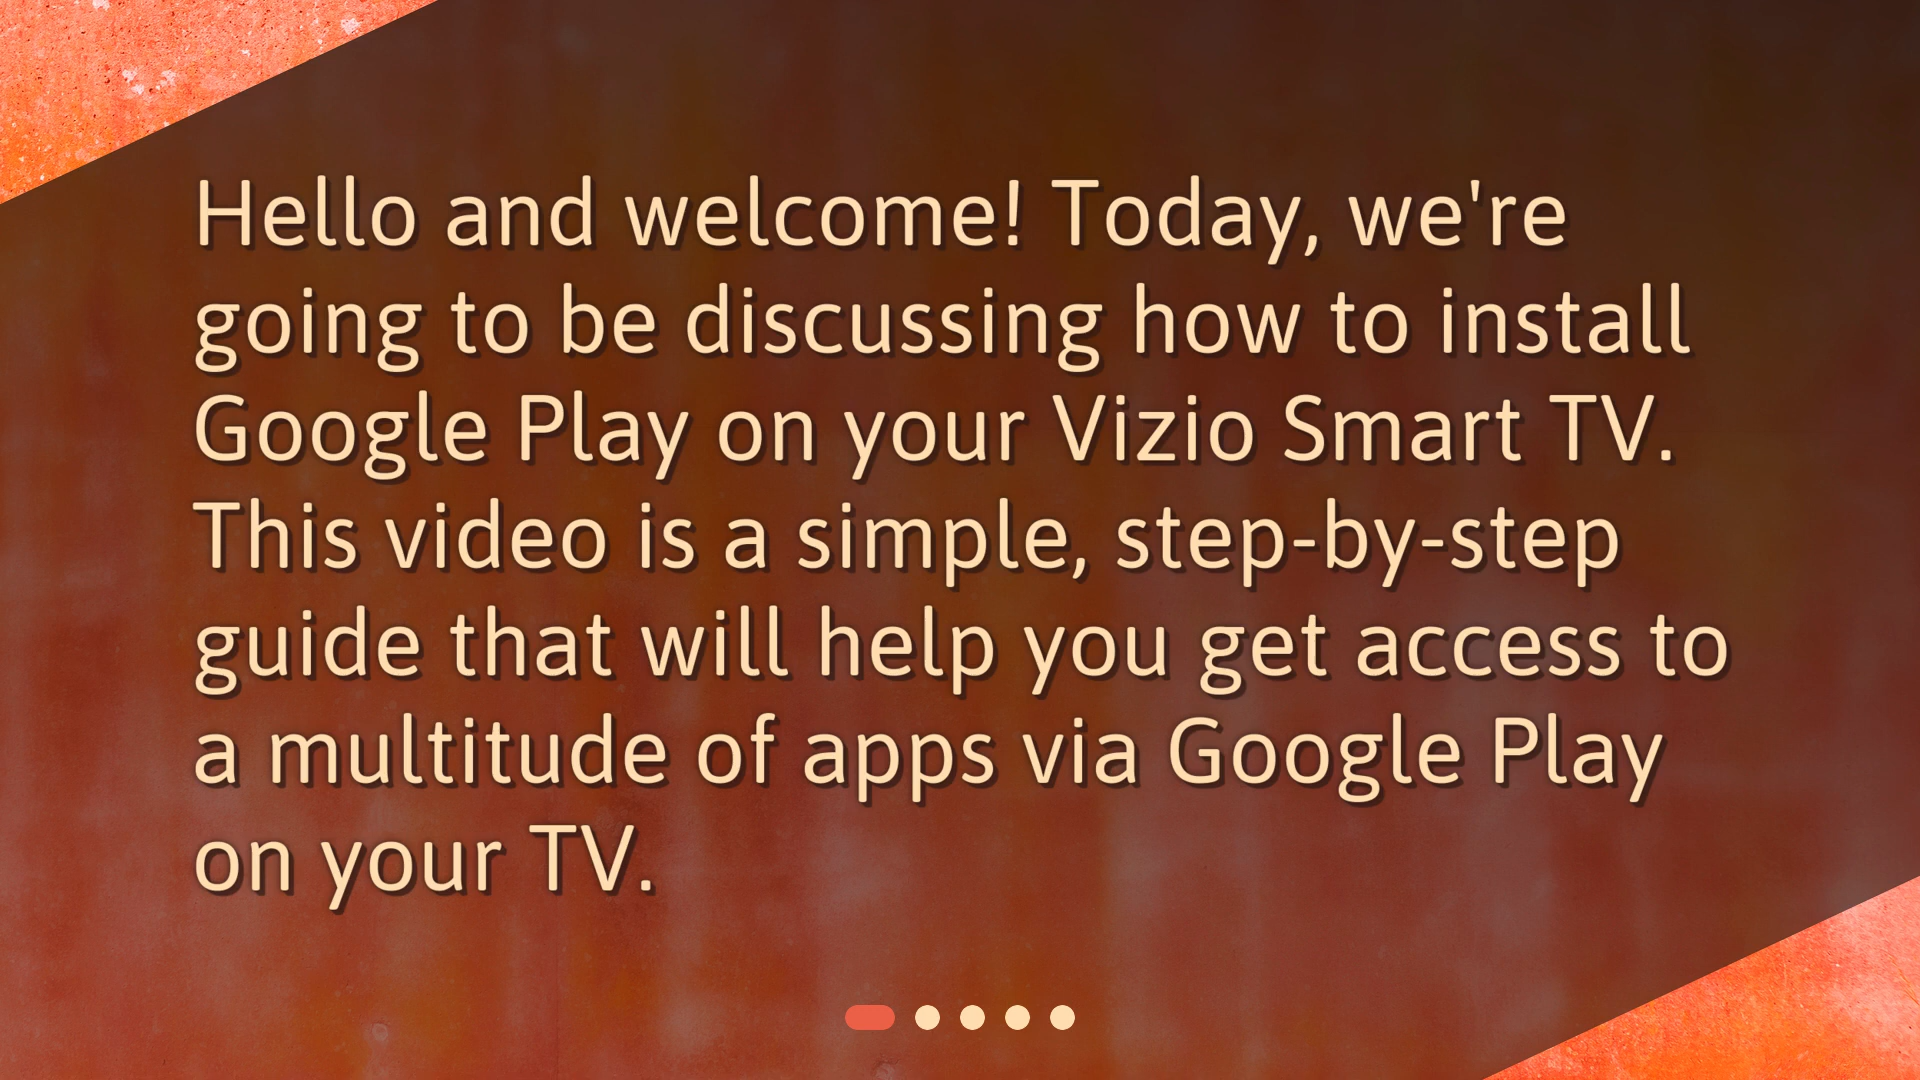 Hello and welcome! Today, we're
going to be discussing how to install
Google Play on your Vizio Smart TV.
This video is a simple, step-by-step
guide that will help you get access to
a multitude of apps via Google Play
on your TV.